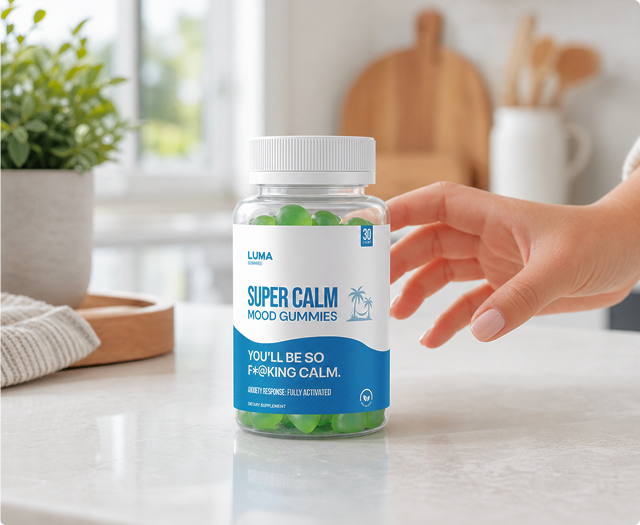 30
LUMA
GUMMIES
SUPER CALM
MOOD GUMMIES
YOU'LL BE SO
F*@KING CALM.
ANXIETY RESPONSE: FULLY ACTIVATED
DIETARY SUPPLEMENT